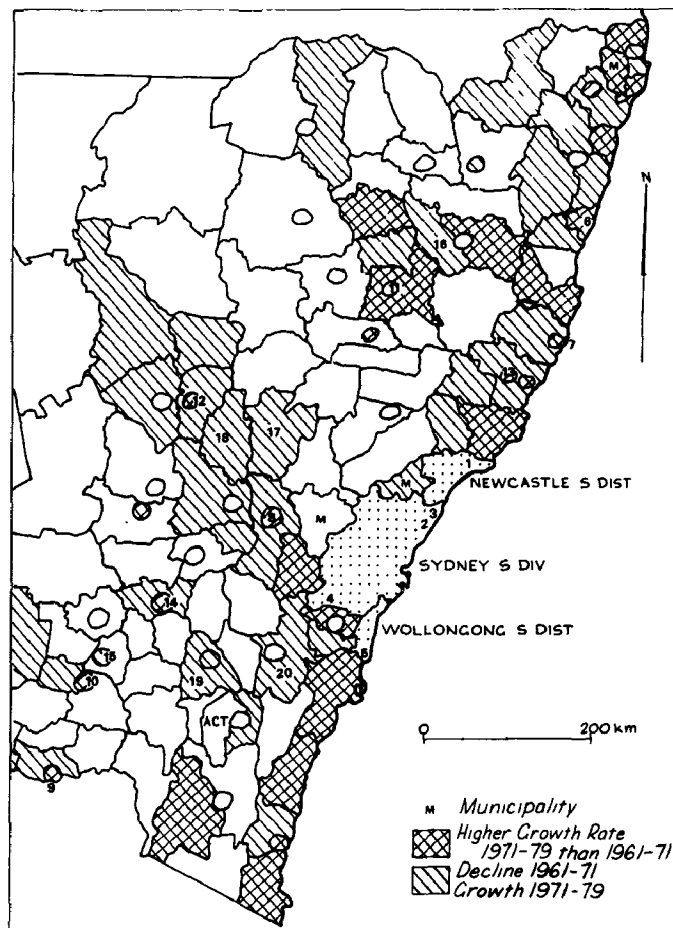 M
N
6
16
11
7
13
12
18
17
1
NEWCASTLE S DIST
M
3
2
5
M
SYDNEY S DIV
4
14
WOLLONGONG S DIST
15
10
19
20
ACT
9
0 200 km
M Municipality
Higher Growth Rate
1971-79 than 1961-71
Decline 1961-71
Growth 1971-79